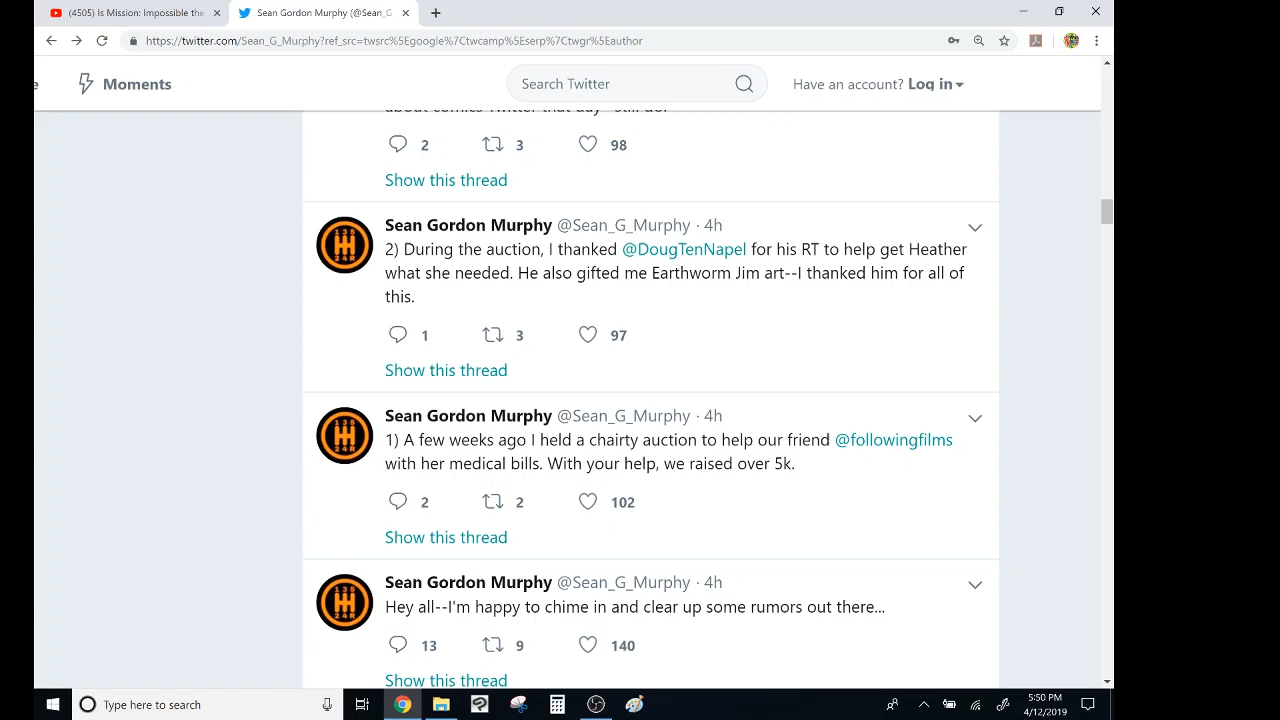 (4505) Is Mission: Impossible the
Sean Gordon Murphy (@Sean_G
https://twitter.com/Sean_G_Murphy?ref_src=twsrc%5Egoogle%7Ctwcamp%5Eserp%7Ctwgr%5Eauthor
e
Moments
Search Twitter
Have an account? Log in
2 3 98
Show this thread
Sean Gordon Murphy @Sean_G_Murphy · 4h
2) During the auction, I thanked @DougTenNapel for his RT to help get Heather
what she needed. He also gifted me Earthworm Jim art--I thanked him for all of
this.
1 3 97
Show this thread
Sean Gordon Murphy @Sean_G_Murphy · 4h
1) A few weeks ago I held a chairty auction to help our friend @followingfilms
with her medical bills. With your help, we raised over 5k.
2 2 102
Show this thread
Sean Gordon Murphy @Sean_G_Murphy · 4h
Hey all--I'm happy to chime in and clear up some rumors out there...
13 9 140
Show this thread
Type here to search
5:50 PM
4/12/2019